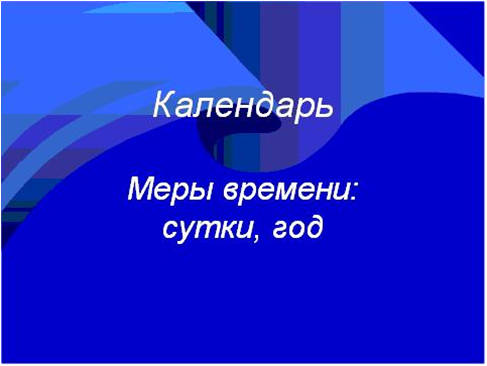 Календарь
Меры времени:
сутки, год